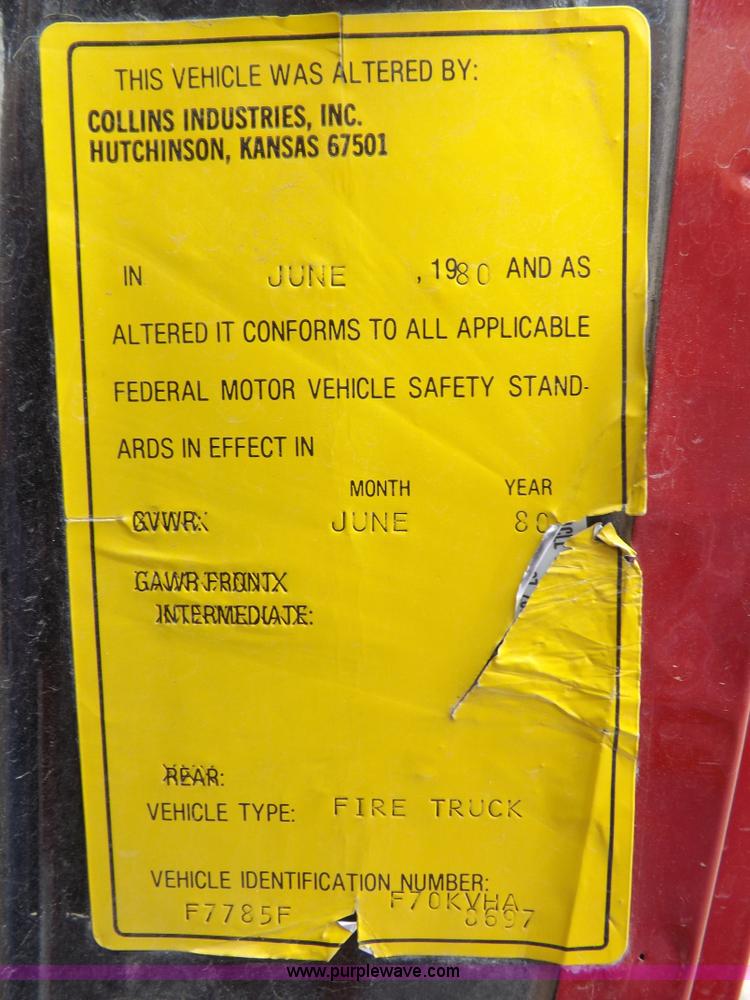 THIS VEHICLE WAS ALTERED BY:
COLLINS INDUSTRIES, INC.
HUTCHINSON, KANSAS 67501
IN JUNE , 1980 AND AS
ALTERED IT CONFORMS TO ALL APPLICABLE
FEDERAL MOTOR VEHICLE SAFETY STAND-
ARDS IN EFFECT IN
MONTH YEAR
GVWR: JUNE 80
GAWR FRONT
INTERMEDIATE:
REAR:
VEHICLE TYPE: FIRE TRUCK
VEHICLE IDENTIFICATION NUMBER:
F70KVHA
F7785F 0697
www.purplewave.com